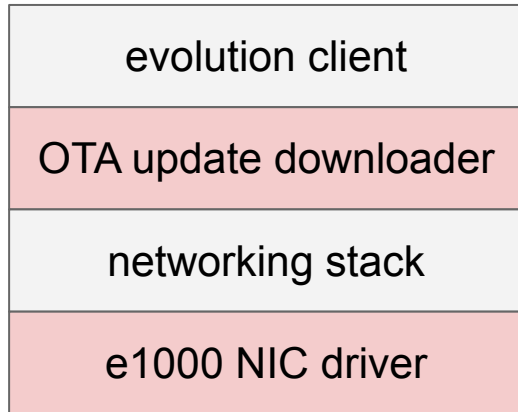 evolution client
OTA update downloader
networking stack
e1000 NIC driver